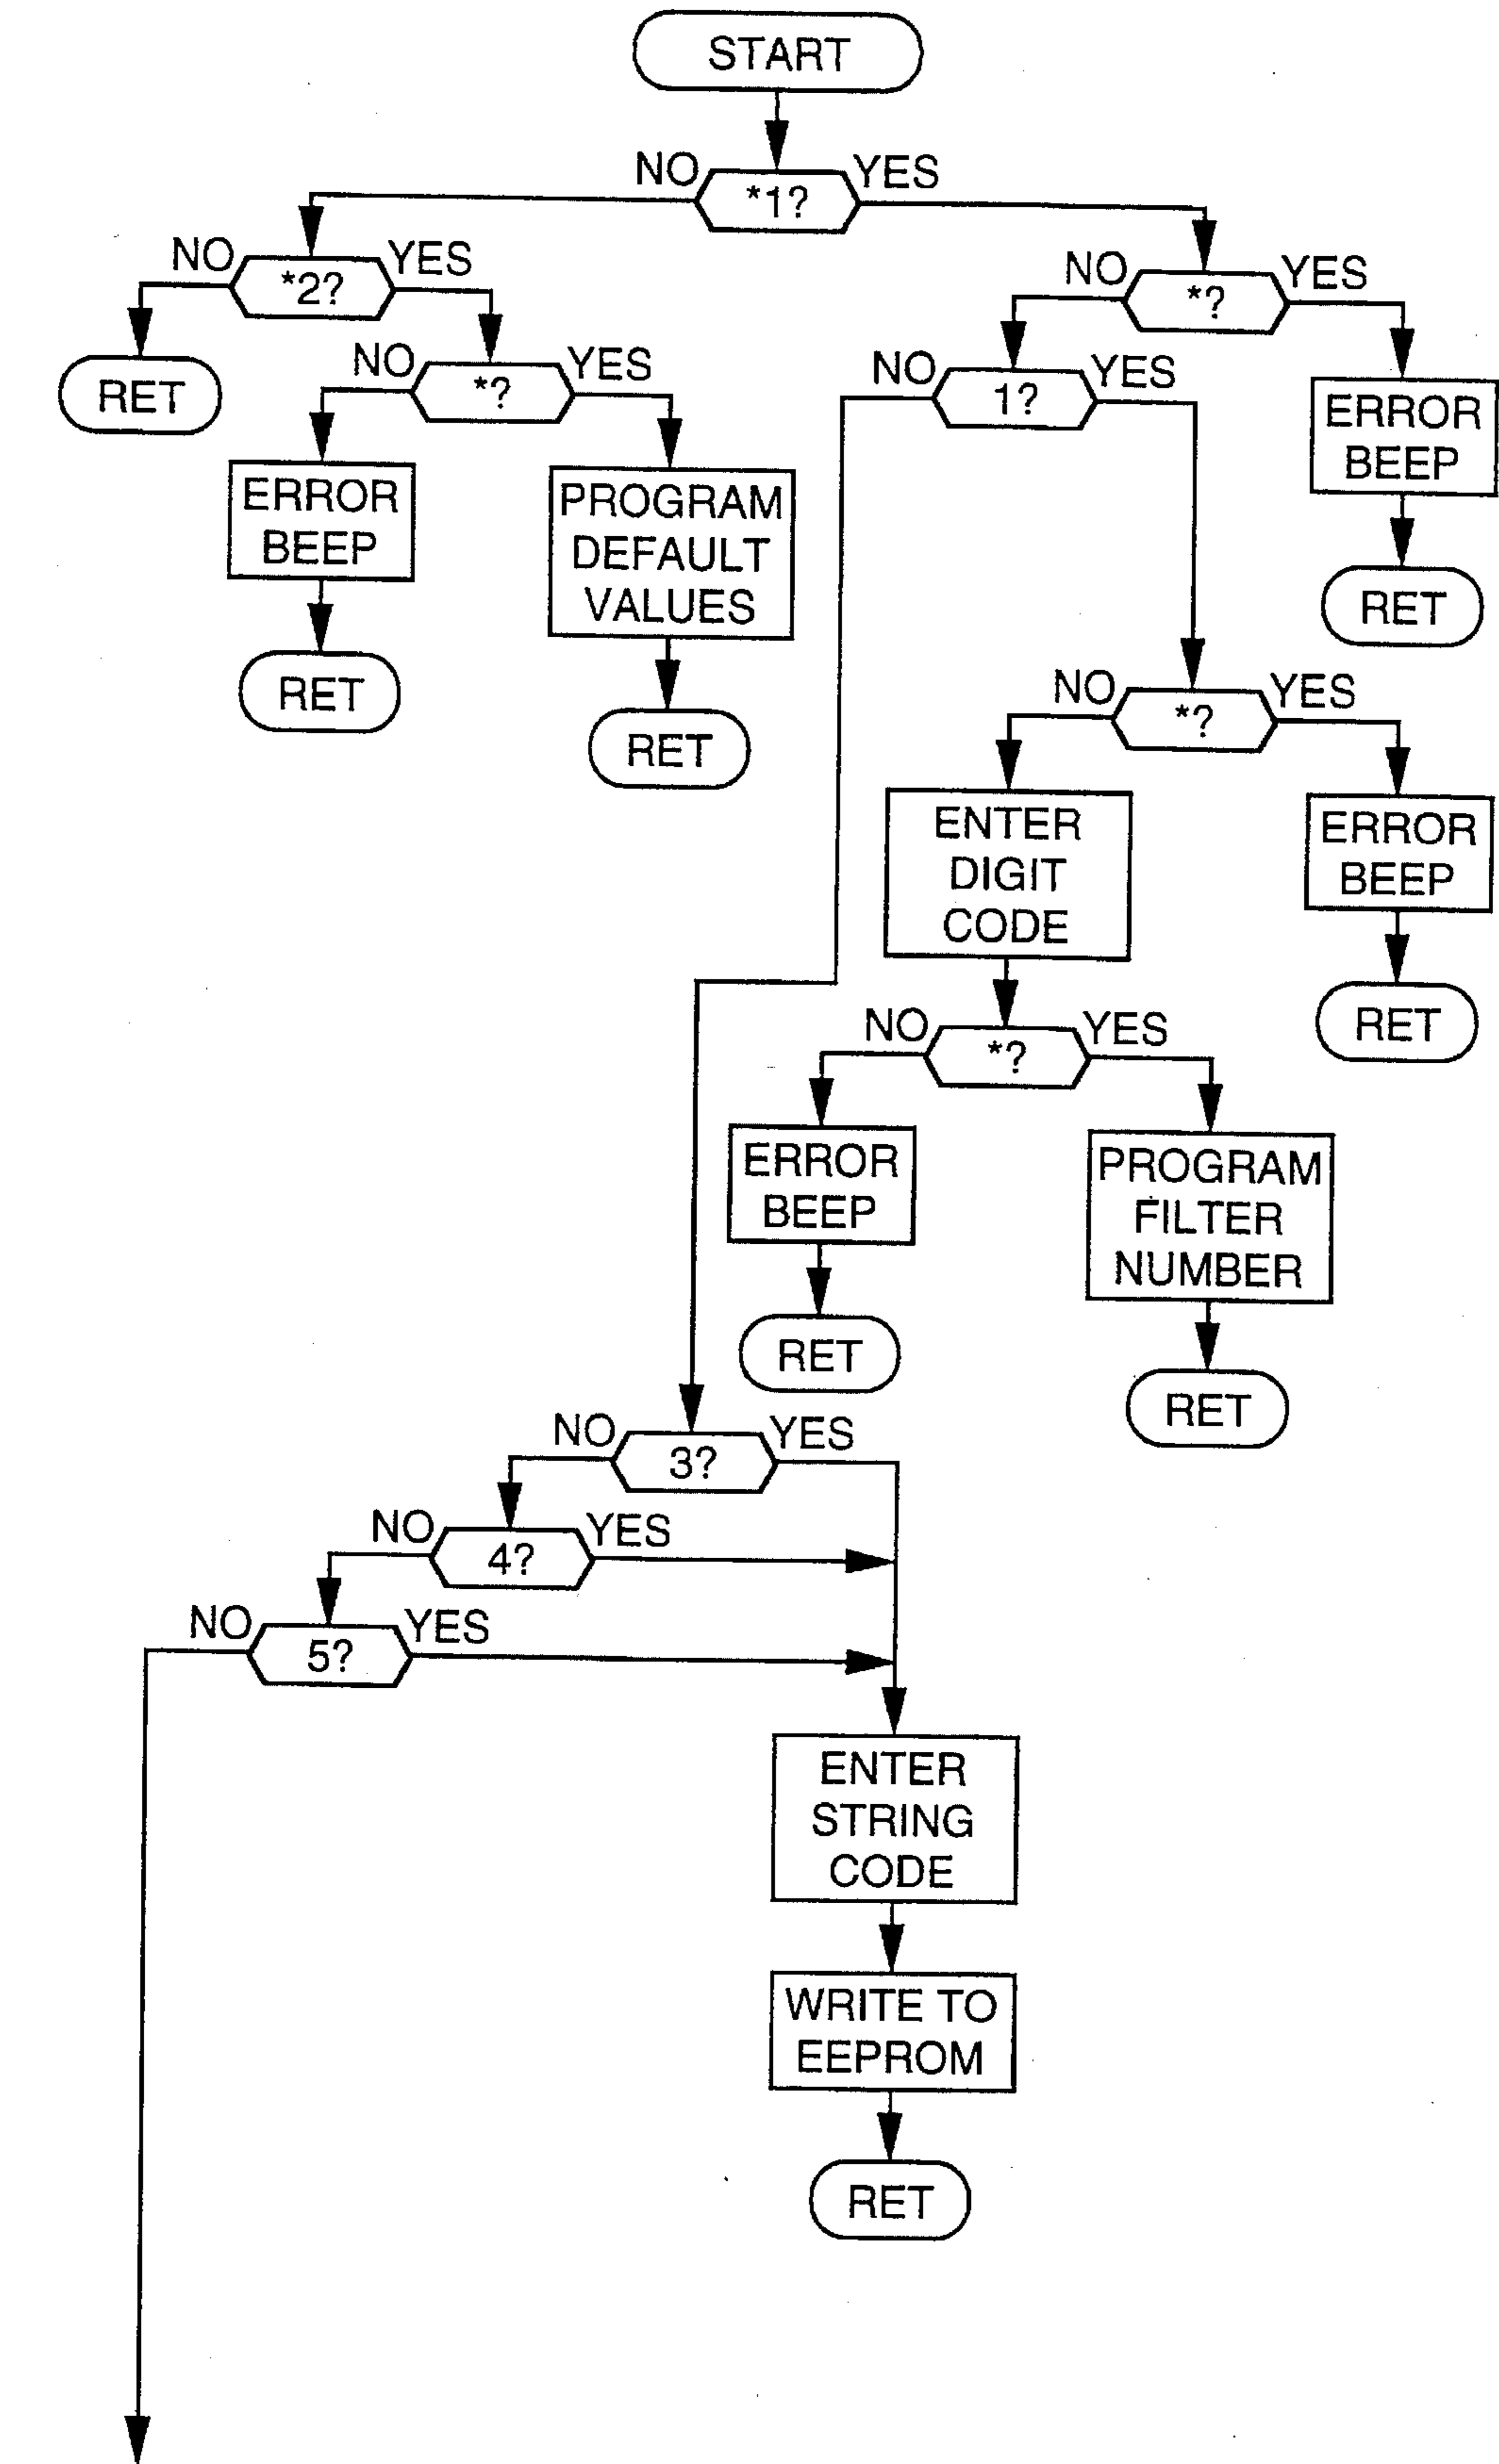 START
NO
*1?
YES
NO
*2?
YES
NO
*?
YES
RET
NO
*?
YES
NO
1?
YES
ERROR
BEEP
ERROR
BEEP
PROGRAM
DEFAULT
VALUES
RET
RET
RET
NO
*?
YES
ENTER
DIGIT
CODE
ERROR
BEEP
RET
NO
*?
YES
ERROR
BEEP
PROGRAM
FILTER
NUMBER
RET
RET
NO
3?
YES
NO
4?
YES
NO
5?
YES
ENTER
STRING
CODE
WRITE TO
EEPROM
RET